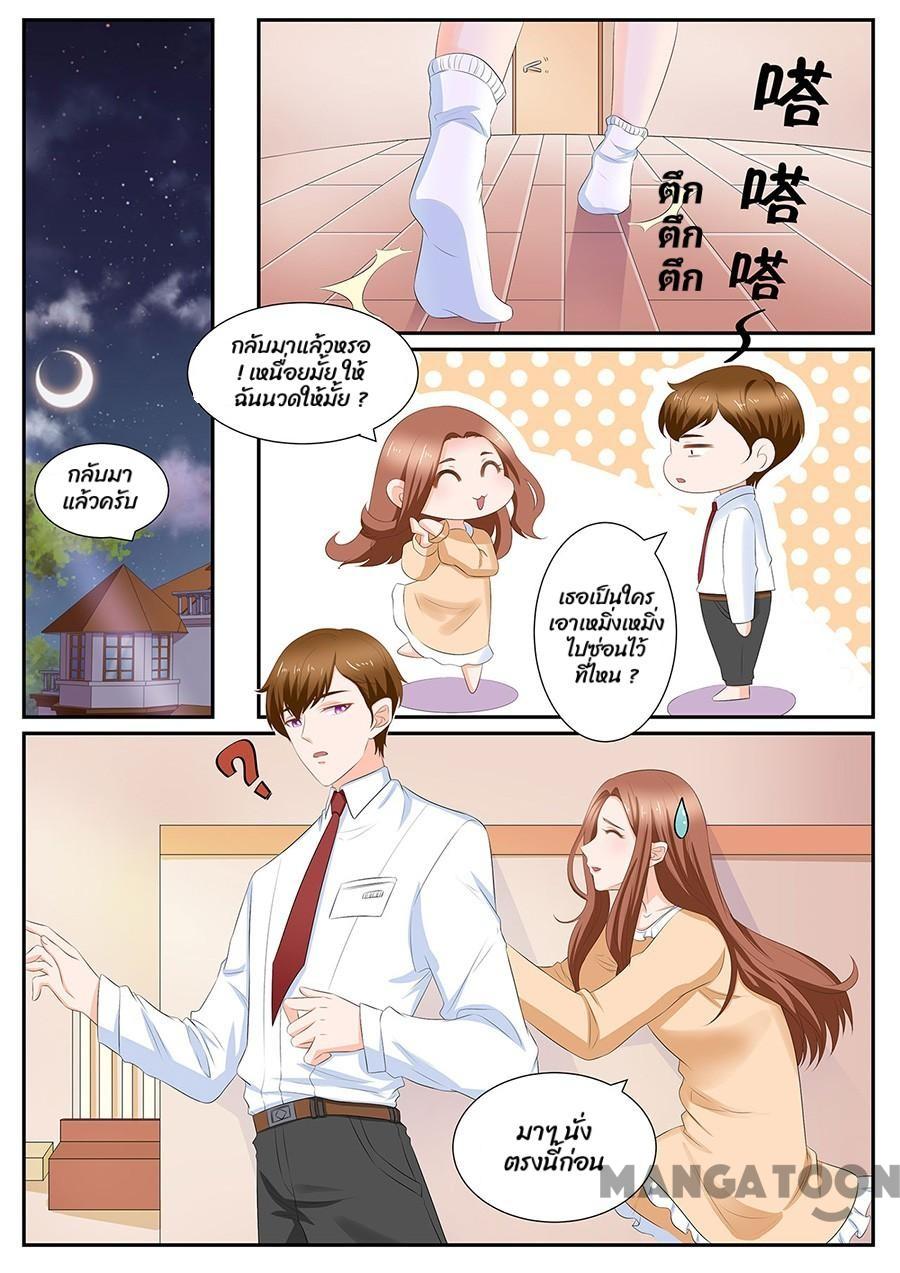 嗒
嗒
嗒
ตึก
ตึก
ตึก
กลับมา
แล้วครับ
กลับมาแล้วหรอ
! เหนื่อยมั้ย ให้
ฉันนวดให้มั้ย ?
เธอเป็นใคร
เอาเหมิ่งเหมิ่ง
ไปซ่อนไว้
ที่ไหน ?
?
มาๆ นั่ง
ตรงนี้ก่อน
MANGATOON